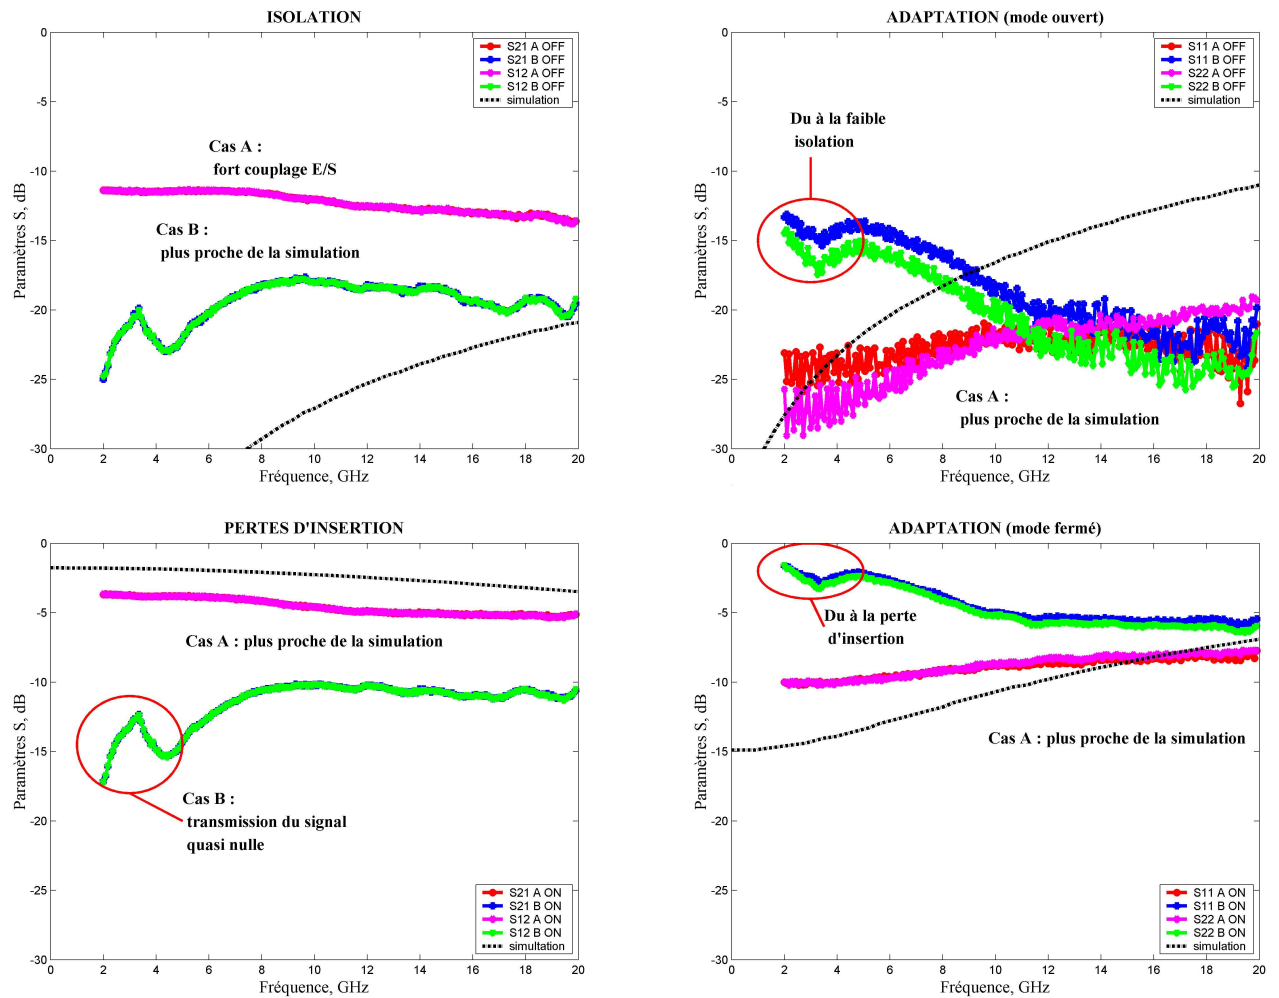 ISOLATION
0
-5
-10
-15
-20
-25
-30
0 2 4 6 8 10 12 14 16 18 20
Paramètres S, dB
Fréquence, GHz
S21 A OFF
S21 B OFF
S12 A OFF
S12 B OFF
simulation
Cas A :
fort couplage E/S
Cas B :
plus proche de la simulation
ADAPTATION (mode ouvert)
0
-5
-10
-15
-20
-25
-30
0 2 4 6 8 10 12 14 16 18 20
Paramètres S, dB
Fréquence, GHz
S11 A OFF
S11 B OFF
S22 A OFF
S22 B OFF
simulation
Du à la faible
isolation
Cas A :
plus proche de la simulation
PERTES D'INSERTION
0
-5
-10
-15
-20
-25
-30
0 2 4 6 8 10 12 14 16 18 20
Paramètres S, dB
Fréquence, GHz
Cas A : plus proche de la simulation
Cas B :
transmission du signal
quasi nulle
S21 A ON
S21 B ON
S12 A ON
S12 B ON
simultation
ADAPTATION (mode fermé)
0
-5
-10
-15
-20
-25
-30
0 2 4 6 8 10 12 14 16 18 20
Paramètres S, dB
Fréquence, GHz
Du à la perte
d'insertion
Cas A : plus proche de la simulation
S11 A ON
S11 B ON
S22 A ON
S22 B ON
simulation